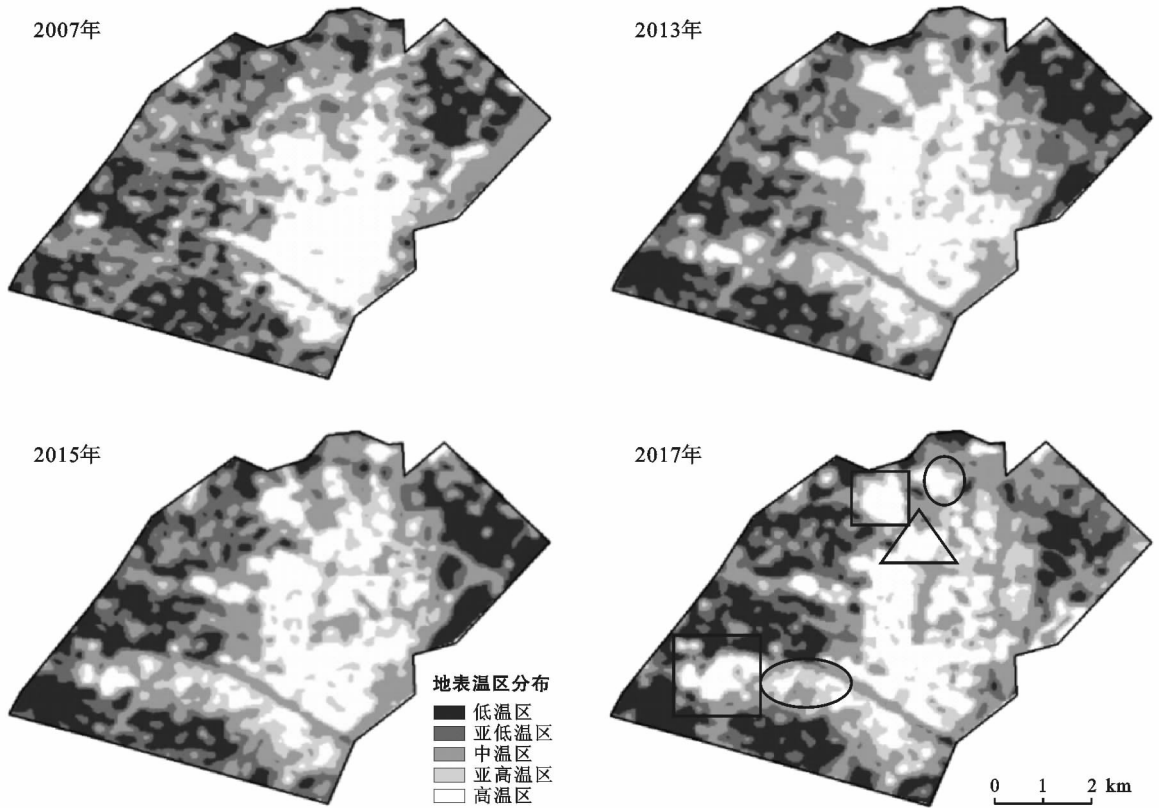 2007年
2013年
2015年
2017年
地表温区分布
低温区
亚低温区
中温区
亚高温区
高温区
0 1 2 km